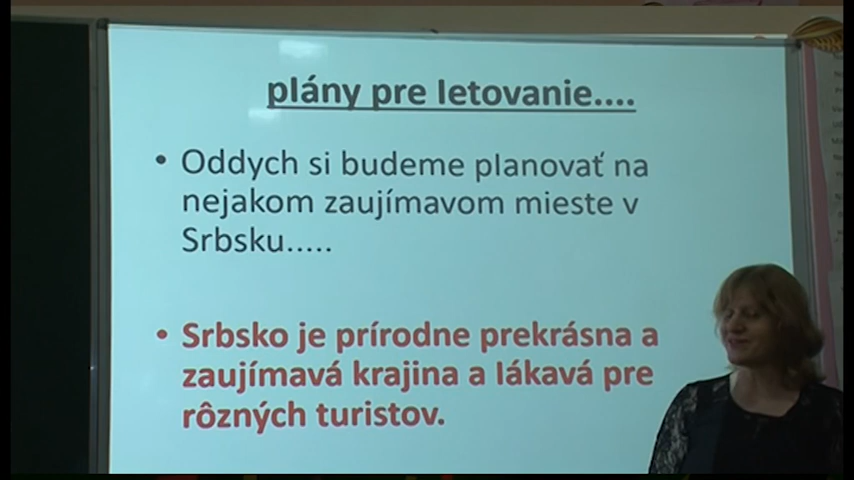 plány pre letovanie....
• Oddych si budeme planovať na
nejakom zaujímavom mieste v
Srbsku.....
• Srbsko je prírodne prekrásna a
zaujímavá krajina a lákavá pre
rôzných turistov.